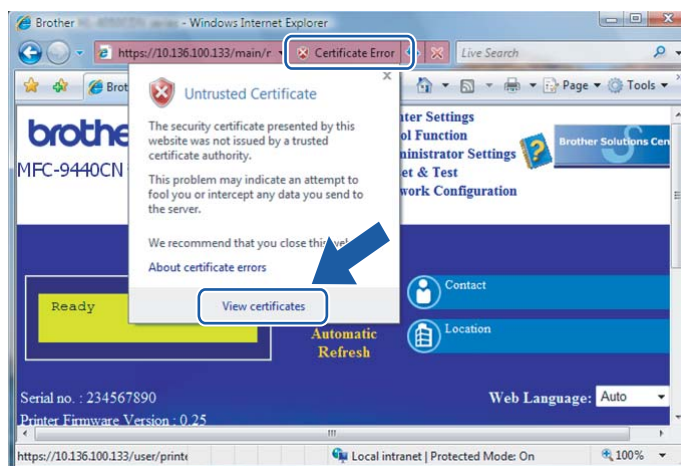 Brother - Windows Internet Explorer
https://10.136.100.133/main/r
Certificate Error
Live Search
Brot
Page
Tools
Untrusted Certificate
The security certificate presented by this
website was not issued by a trusted
certificate authority.
This problem may indicate an attempt to
fool you or intercept any data you send to
the server.
We recommend that you close this
About certificate errors
View certificates
brothe
MFC-9440CN
ter Settings
ol Function
ministrator Settings
et & Test
work Configuration
Brother Solutions Cen
Ready
Automatic
Refresh
Contact
Location
Serial no. : 234567890
Web Language: Auto
Printer Firmware Version : 0.25
https://10.136.100.133/user/printe
Local intranet | Protected Mode: On
100%